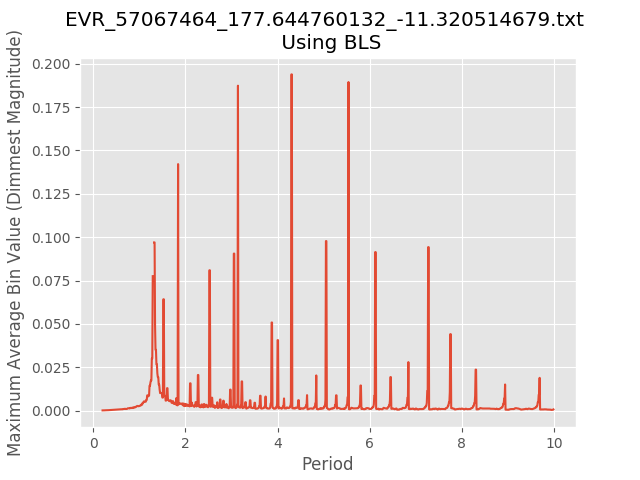 EVR_57067464_177.644760132_-11.320514679.txt
Using BLS
Maximum Average Bin Value (Dimmest Magnitude)
0.200
0.175
0.150
0.125
0.100
0.075
0.050
0.025
0.000
0 2 4 6 8 10
Period